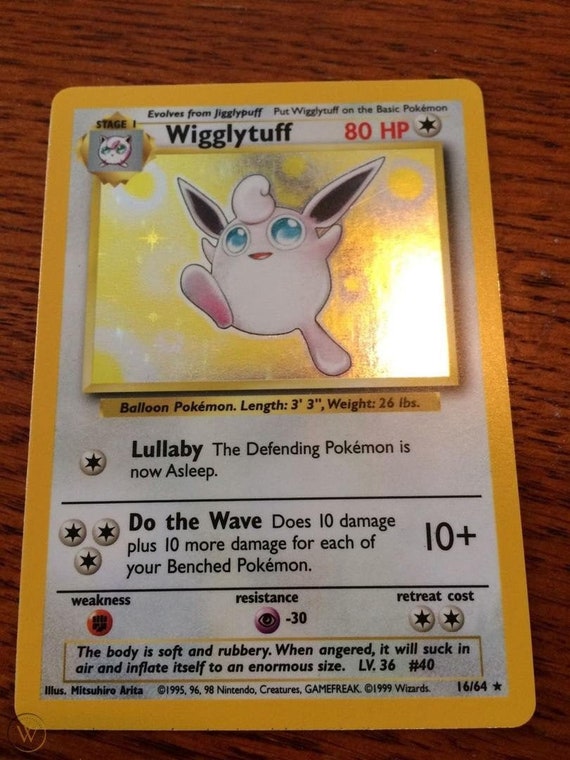 Evolves from Jigglypuff Put Wigglytuff on the Basic Pokémon
STAGE 1
Wigglytuff 80 HP
Balloon Pokémon. Length: 3' 3", Weight: 26 lbs.
Lullaby The Defending Pokémon is
now Asleep.
Do the Wave Does 10 damage
plus 10 more damage for each of
your Benched Pokémon.
10+
weakness resistance retreat cost
-30
The body is soft and rubbery. When angered, it will suck in
air and inflate itself to an enormous size. LV. 36 #40
Illus. Mitsuhiro Arita ©1995, 96, 98 Nintendo, Creatures, GAMEFREAK. ©1999 Wizards. 16/64 ★
W